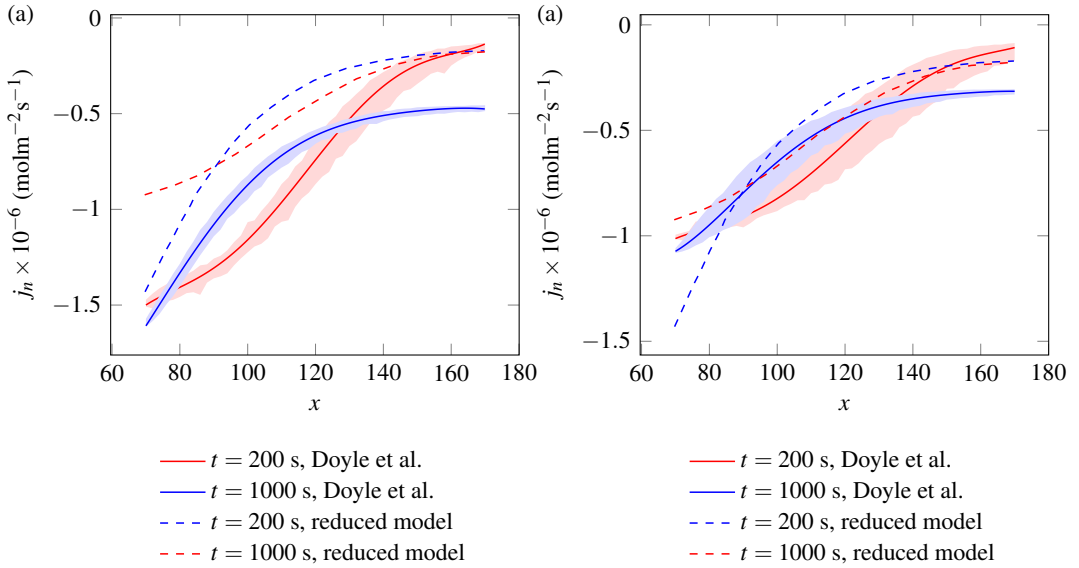 (a)
0
−0.5
−1
−1.5
j_n × 10^−6 (molm^−2s^−1)
60 80 100 120 140 160 180
x
t = 200 s, Doyle et al.
t = 1000 s, Doyle et al.
t = 200 s, reduced model
t = 1000 s, reduced model
(a)
0
−0.5
−1
−1.5
j_n × 10^−6 (molm^−2s^−1)
60 80 100 120 140 160 180
x
t = 200 s, Doyle et al.
t = 1000 s, Doyle et al.
t = 200 s, reduced model
t = 1000 s, reduced model